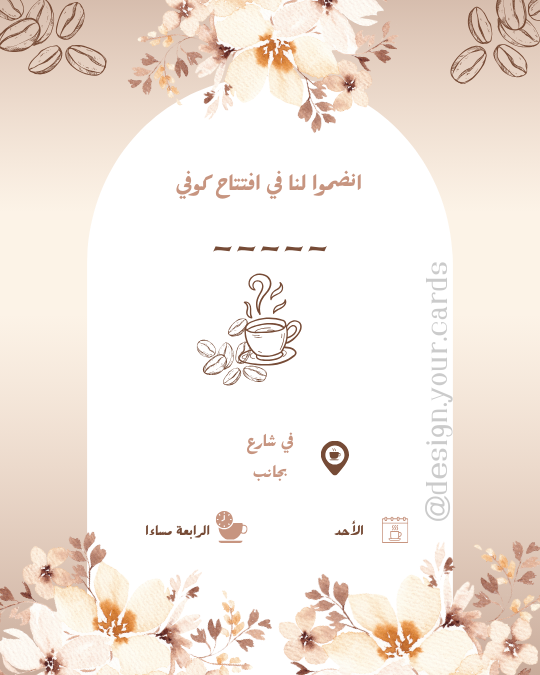 انضموا لنا في افتتاح كوفي
~~~~~
في شارع
بجانب
الأحد
الرابعة مساءا
@design.your.cards